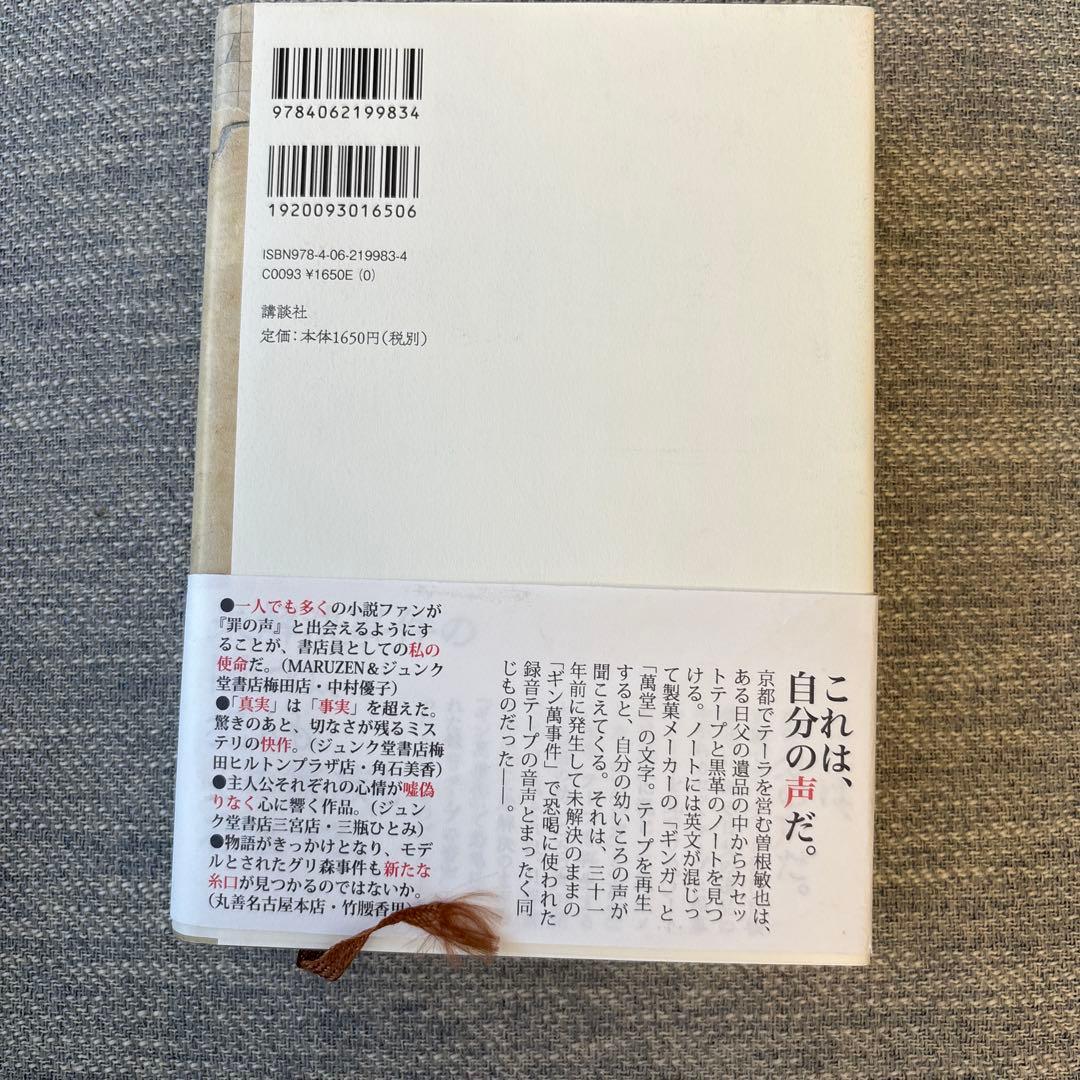 9784062199834
1920093016506
ISBN978-4-06-219983-4
C0093 ¥1650E (0)
講談社
定価：本体1650円（税別）
これは、
自分の声だ。
京都でテーラを営む曽根敏也は、
ある日父の遺品の中からカセッ
トテープと黒革のノートを見つ
ける。ノートには英文が混じっ
て製菓メーカーの「ギンガ」と
「萬堂」の文字。テープを再生
すると、自分の幼いころの声が
聞こえてくる。それは、三十一
年前に発生して未解決のままの
「ギン萬事件」で恐喝に使われた
録音テープの音声とまったく同
じものだった——。
●一人でも多くの小説ファンが
『罪の声』と出会えるようにす
ることが、書店員としての私の
使命だ。（MARUZEN＆ジュンク
堂書店梅田店・中村優子）
●「真実」は「事実」を超えた。
驚きのあと、切なさが残るミス
テリの快作。（ジュンク堂書店梅
田ヒルトンプラザ店・角石美香）
●主人公それぞれの心情が嘘偽
りなく心に響く作品。（ジュン
ク堂書店三宮店・三瓶ひとみ）
●物語がきっかけとなり、モデ
ルとされたグリ森事件も新たな
糸口が見つかるのではないか。
（丸善名古屋本店・竹腰香里